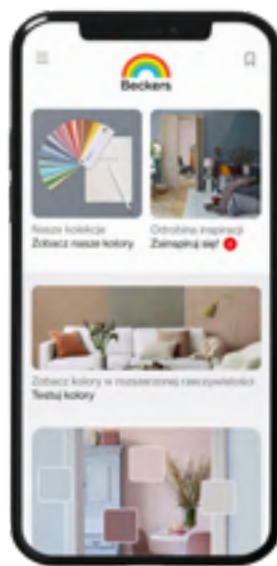 Beckers
Nasze kolekcje
Zobacz nasze kolory
Odrobina inspiracji
Zainspiruj się!
Zobacz kolory w rozszerzonej rzeczywistości
Testuj kolory